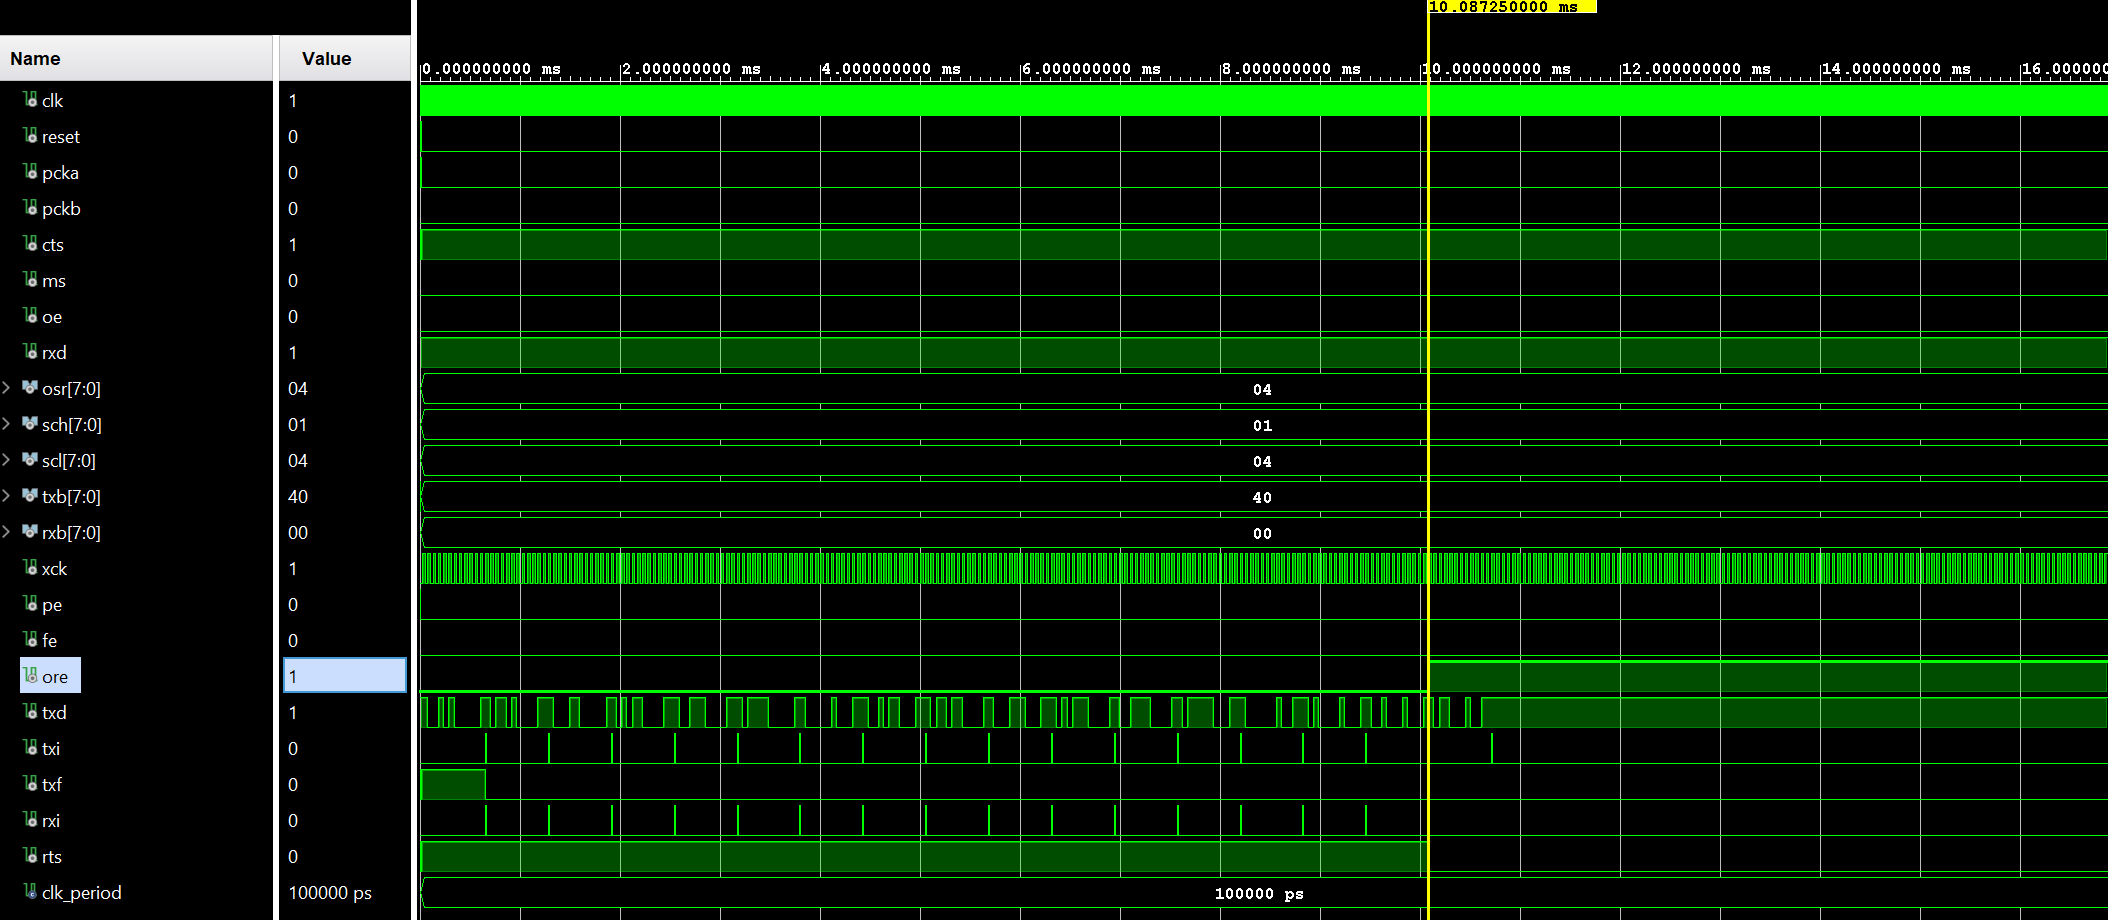 10.087250000 ms
Name Value
0.000000000 ms 2.000000000 ms 4.000000000 ms 6.000000000 ms 8.000000000 ms 10.000000000 ms 12.000000000 ms 14.000000000 ms 16.00000
clk 1
reset 0
pcka 0
pckb 0
cts 1
ms 0
oe 0
rxd 1
osr[7:0] 04 04
sch[7:0] 01 01
scl[7:0] 04 04
txb[7:0] 40 40
rxb[7:0] 00 00
xck 1
pe 0
fe 0
ore 1
txd 1
txi 0
txf 0
rxi 0
rts 0
clk_period 100000 ps 100000 ps